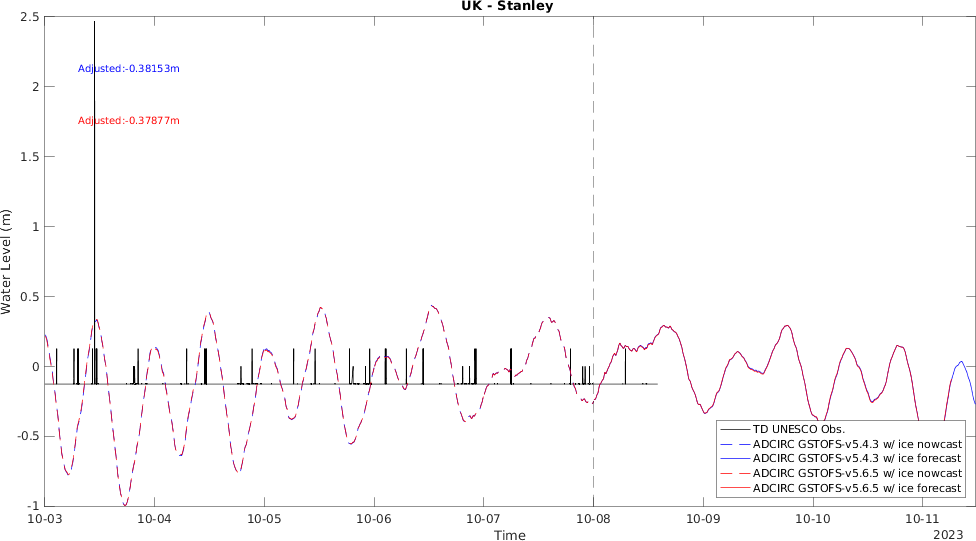 UK - Stanley
2.5
Adjusted:-0.38153m
2
Adjusted:-0.37877m
1.5
1
Water Level (m)
0.5
0
-0.5
-1
TD UNESCO Obs.
ADCIRC GSTOFS-v5.4.3 w/ ice nowcast
ADCIRC GSTOFS-v5.4.3 w/ ice forecast
ADCIRC GSTOFS-v5.6.5 w/ ice nowcast
ADCIRC GSTOFS-v5.6.5 w/ ice forecast
10-03 10-04 10-05 10-06 10-07 10-08 10-09 10-10 10-11
Time
2023